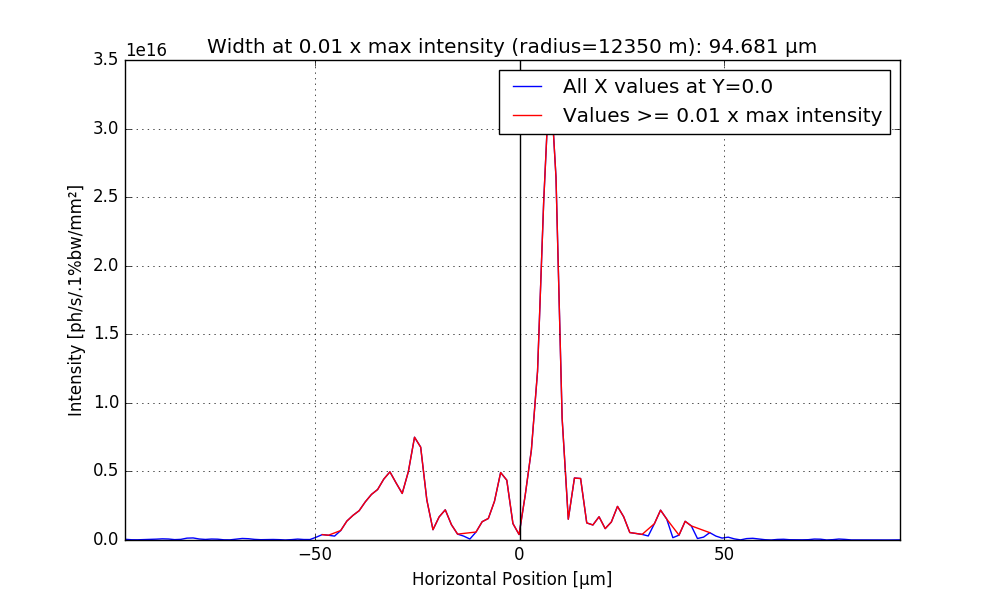 Width at 0.01 x max intensity (radius=12350 m): 94.681 µm
1e16
All X values at Y=0.0
Values >= 0.01 x max intensity
3.5
3.0
2.5
2.0
1.5
1.0
0.5
0.0
Intensity [ph/s/.1%bw/mm²]
−50
0
50
Horizontal Position [µm]